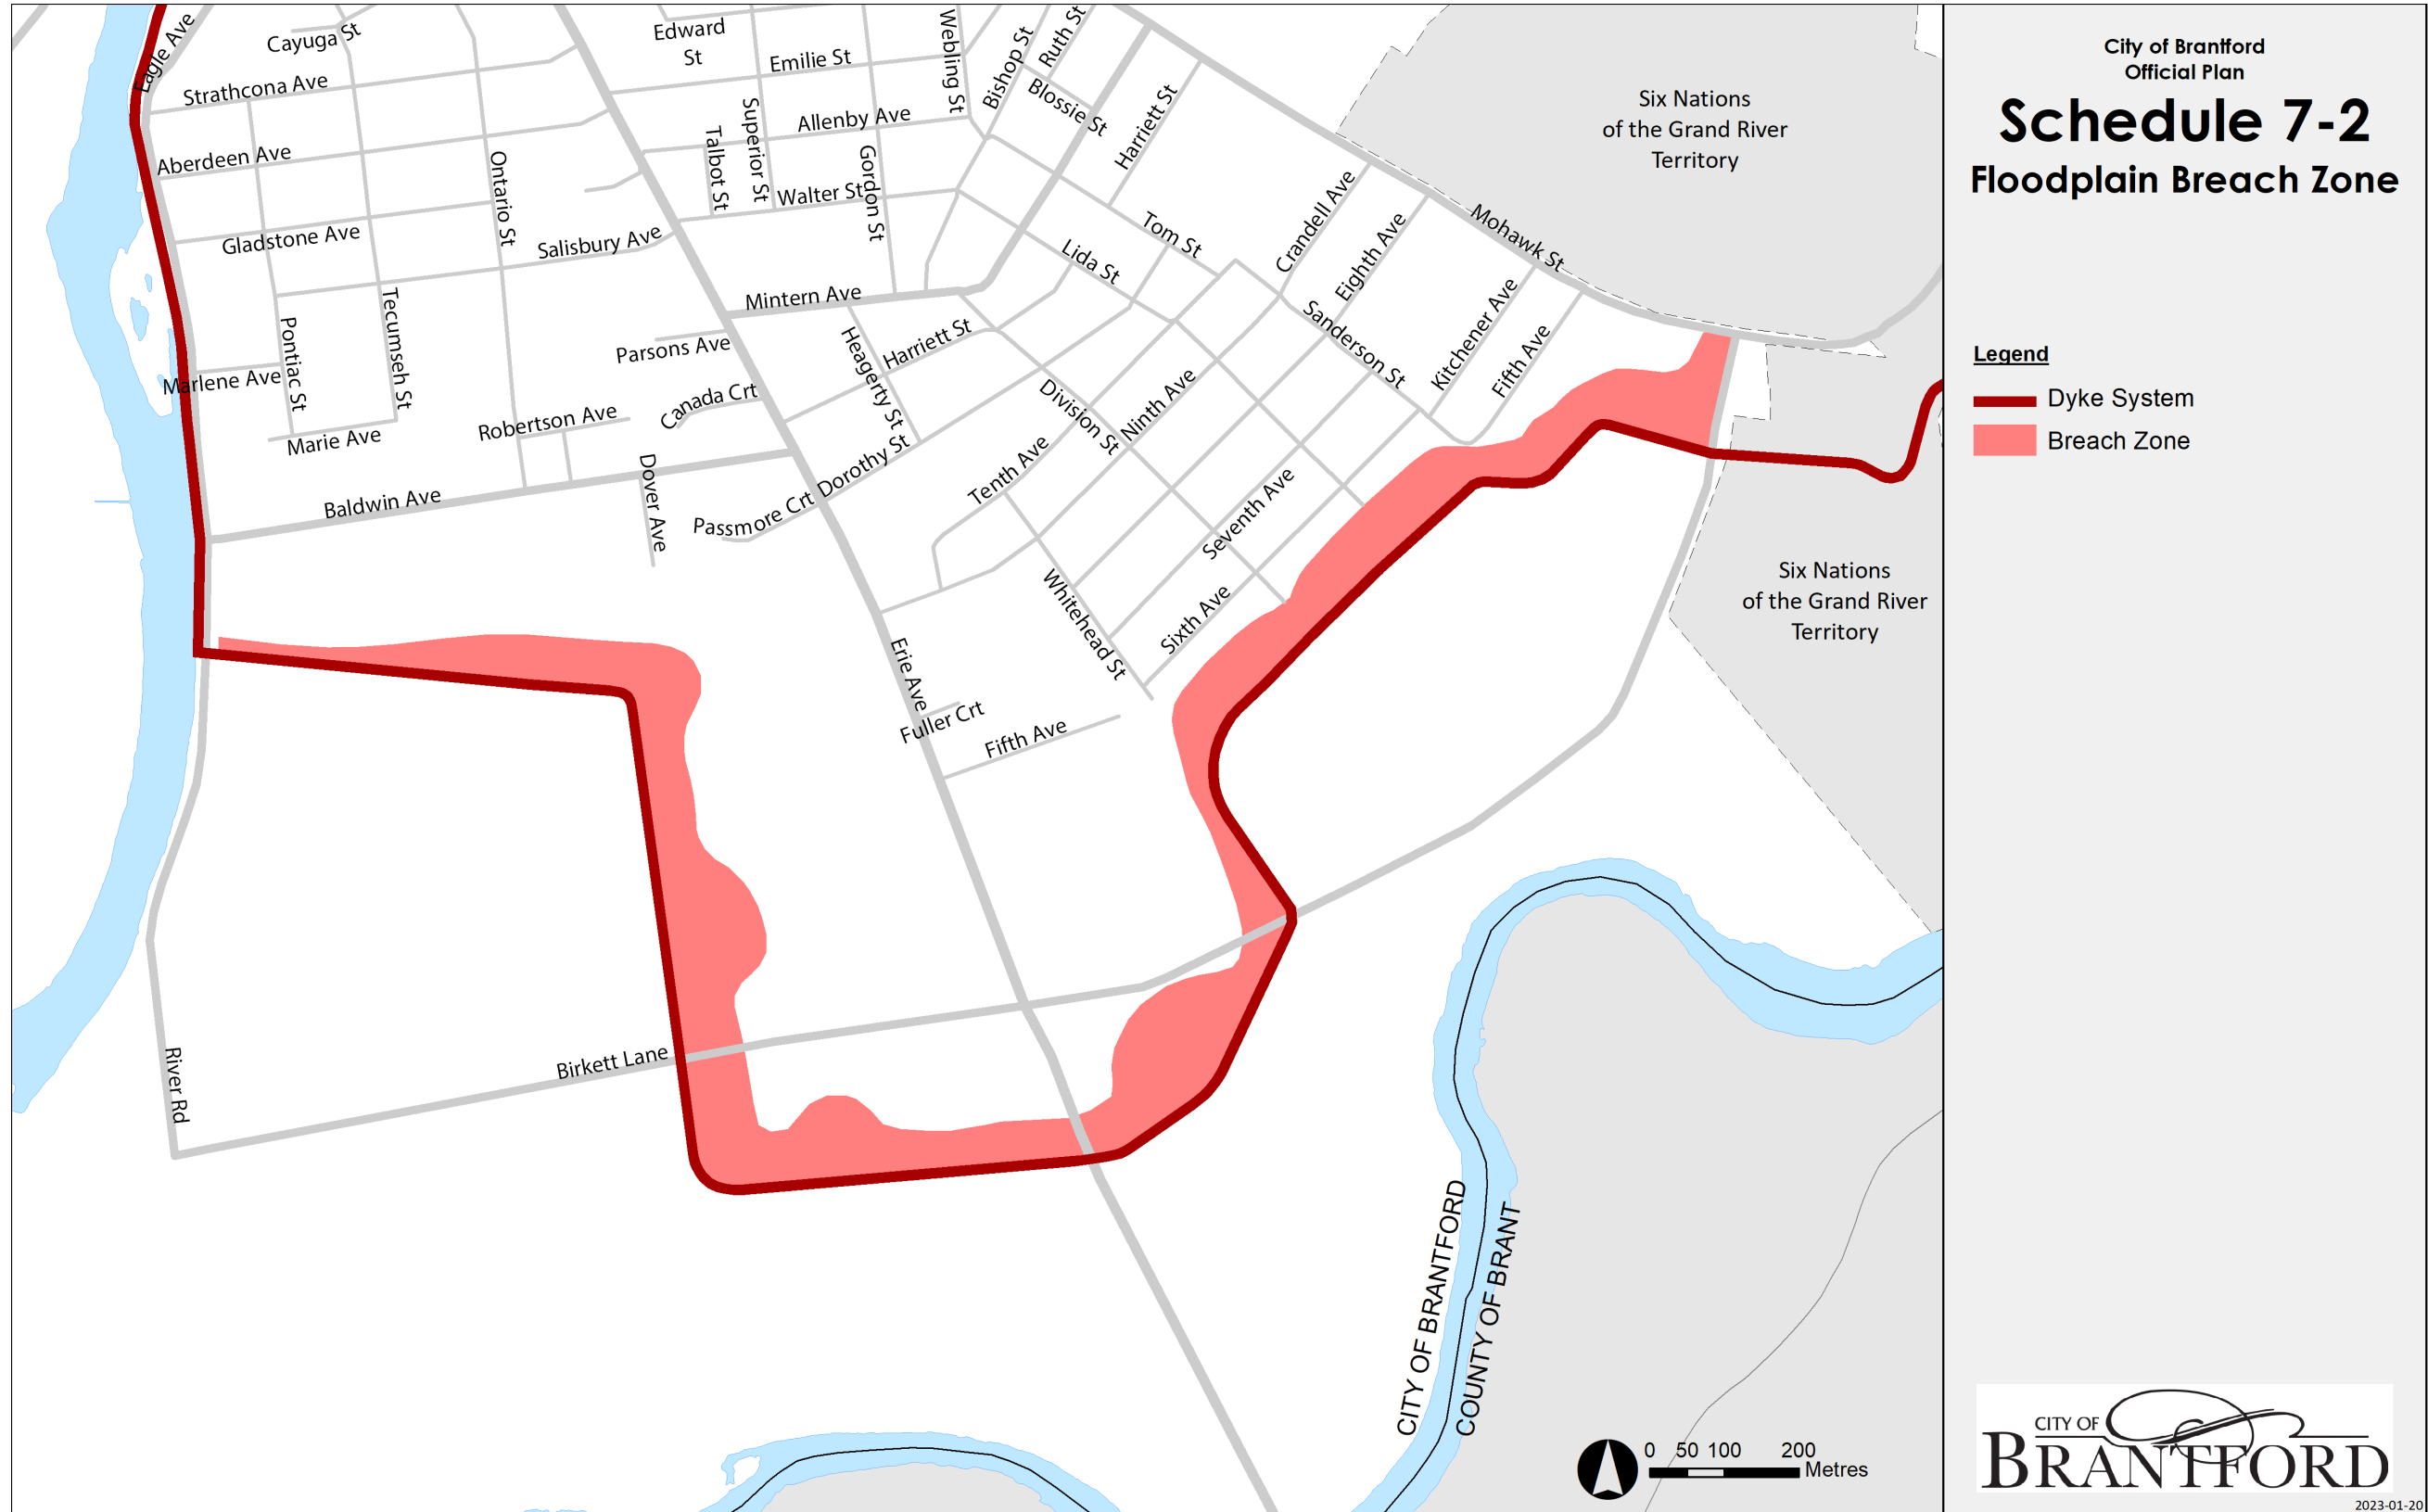 City of Brantford
Official Plan
Schedule 7-2
Floodplain Breach Zone
Legend
Dyke System
Breach Zone
Six Nations
of the Grand River
Territory
Six Nations
of the Grand River
Territory
Eagle Ave
Cayuga St
Strathcona Ave
Aberdeen Ave
Gladstone Ave
Ontario St
Salisbury Ave
Pontiac St
Tecumseh St
Marlene Ave
Marie Ave
Robertson Ave
Baldwin Ave
Dover Ave
Edward
St
Emilie St
Superior St
Talbot St
Allenby Ave
Walter St
Gordon St
Webling St
Bishop St
Ruth St
Blossie St
Harriett St
Mintern Ave
Parsons Ave
Canada Crt
Heagerty St
Harriett St
Dorothy St
Passmore Crt
Tom St
Lida St
Crandell Ave
Eighth Ave
Mohawk St
Sanderson St
Kitchener Ave
Fifth Ave
Division St
Ninth Ave
Tenth Ave
Seventh Ave
Sixth Ave
Whitehead St
Erie Ave
Fuller Crt
Fifth Ave
Birkett Lane
River Rd
CITY OF BRANTFORD
COUNTY OF BRANT
0 50 100 200
Metres
CITY OF
BRANTFORD
2023-01-20